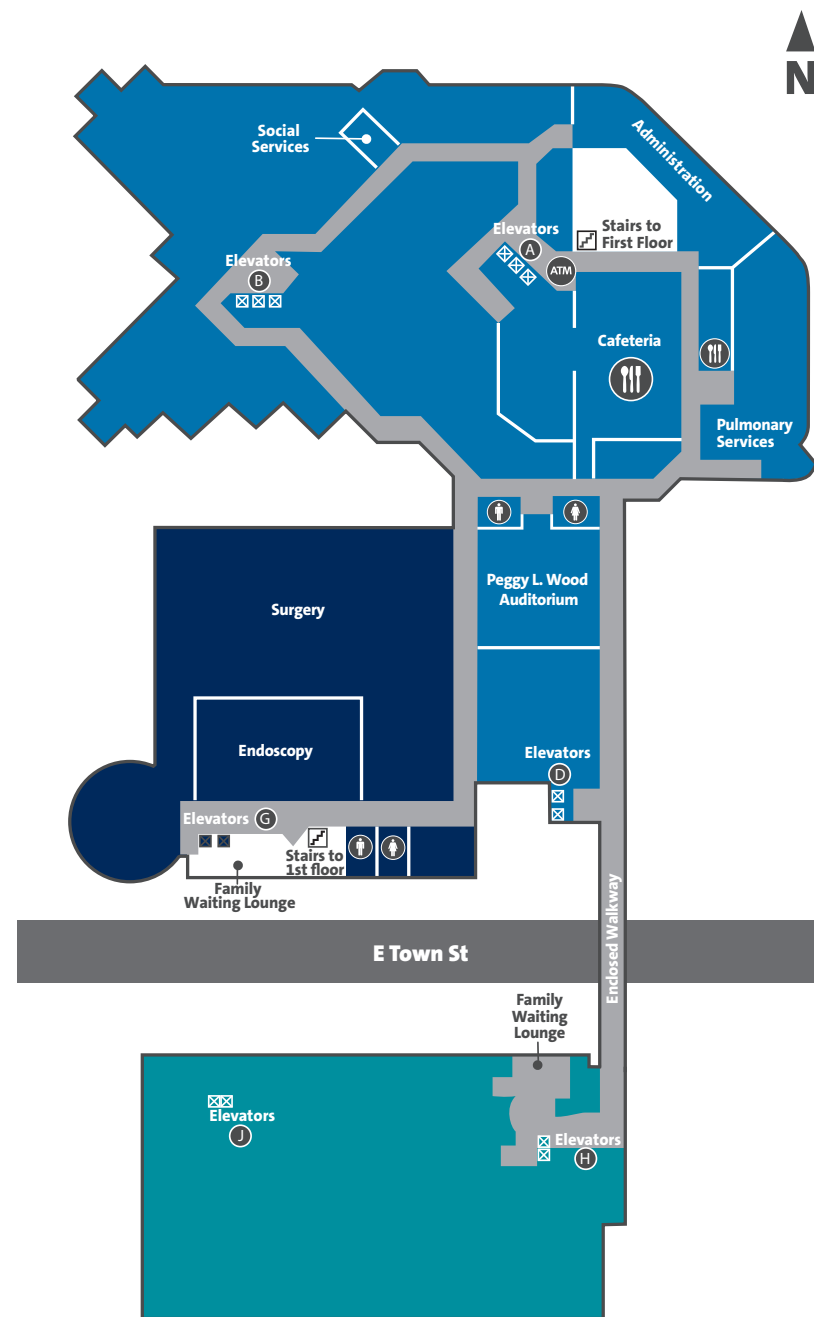 N
Administration
Social
Services
Stairs to
First Floor
Elevators
A
ATM
Elevators
B
Cafeteria
Pulmonary
Services
Peggy L. Wood
Auditorium
Surgery
Endoscopy
Elevators
D
Elevators G
Stairs to
1st floor
Family
Waiting Lounge
Enclosed Walkway
E Town St
Family
Waiting
Lounge
Elevators
J
Elevators
H